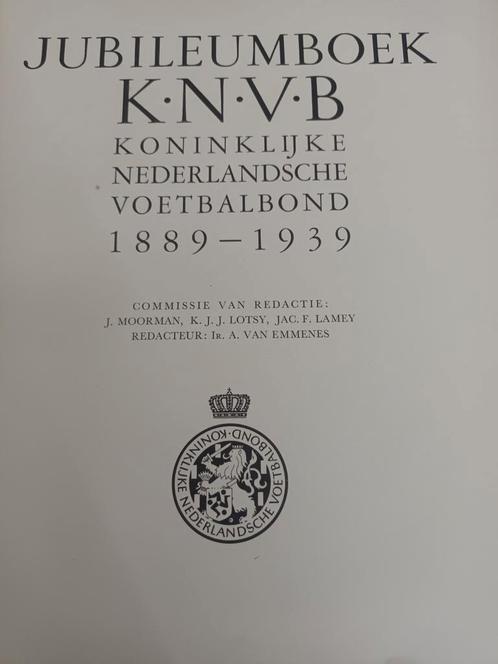 JUBILEUMBOEK
K·N·V·B
KONINKLIJKE
NEDERLANDSCHE
VOETBALBOND
1889–1939
COMMISSIE VAN REDACTIE:
J. MOORMAN, K. J. J. LOTSY, JAC. F. LAMEY
REDACTEUR: IR. A. VAN EMMENES
KONINKLIJKE NEDERLANDSCHE VOETBALBOND·